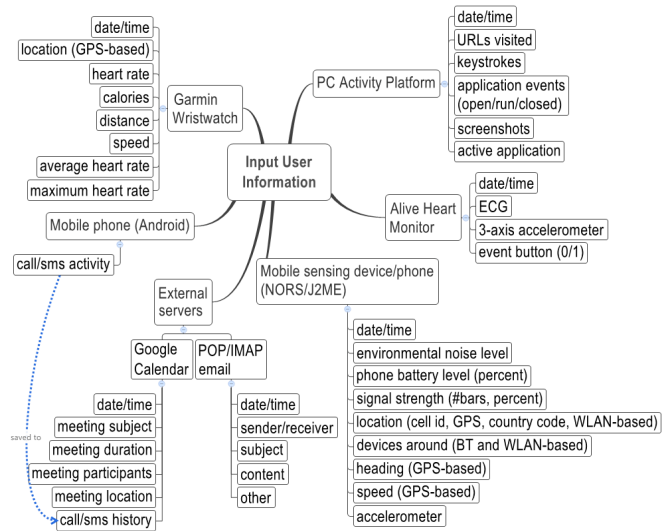 Input User
Information
Garmin
Wristwatch
date/time
location (GPS-based)
heart rate
calories
distance
speed
average heart rate
maximum heart rate
PC Activity Platform
date/time
URLs visited
keystrokes
application events
(open/run/closed)
screenshots
active application
Alive Heart
Monitor
date/time
ECG
3-axis accelerometer
event button (0/1)
Mobile phone (Android)
call/sms activity
saved to
External
servers
Google
Calendar
date/time
meeting subject
meeting duration
meeting participants
meeting location
call/sms history
POP/IMAP
email
date/time
sender/receiver
subject
content
other
Mobile sensing device/phone
(NORS/J2ME)
date/time
environmental noise level
phone battery level (percent)
signal strength (#bars, percent)
location (cell id, GPS, country code, WLAN-based)
devices around (BT and WLAN-based)
heading (GPS-based)
speed (GPS-based)
accelerometer